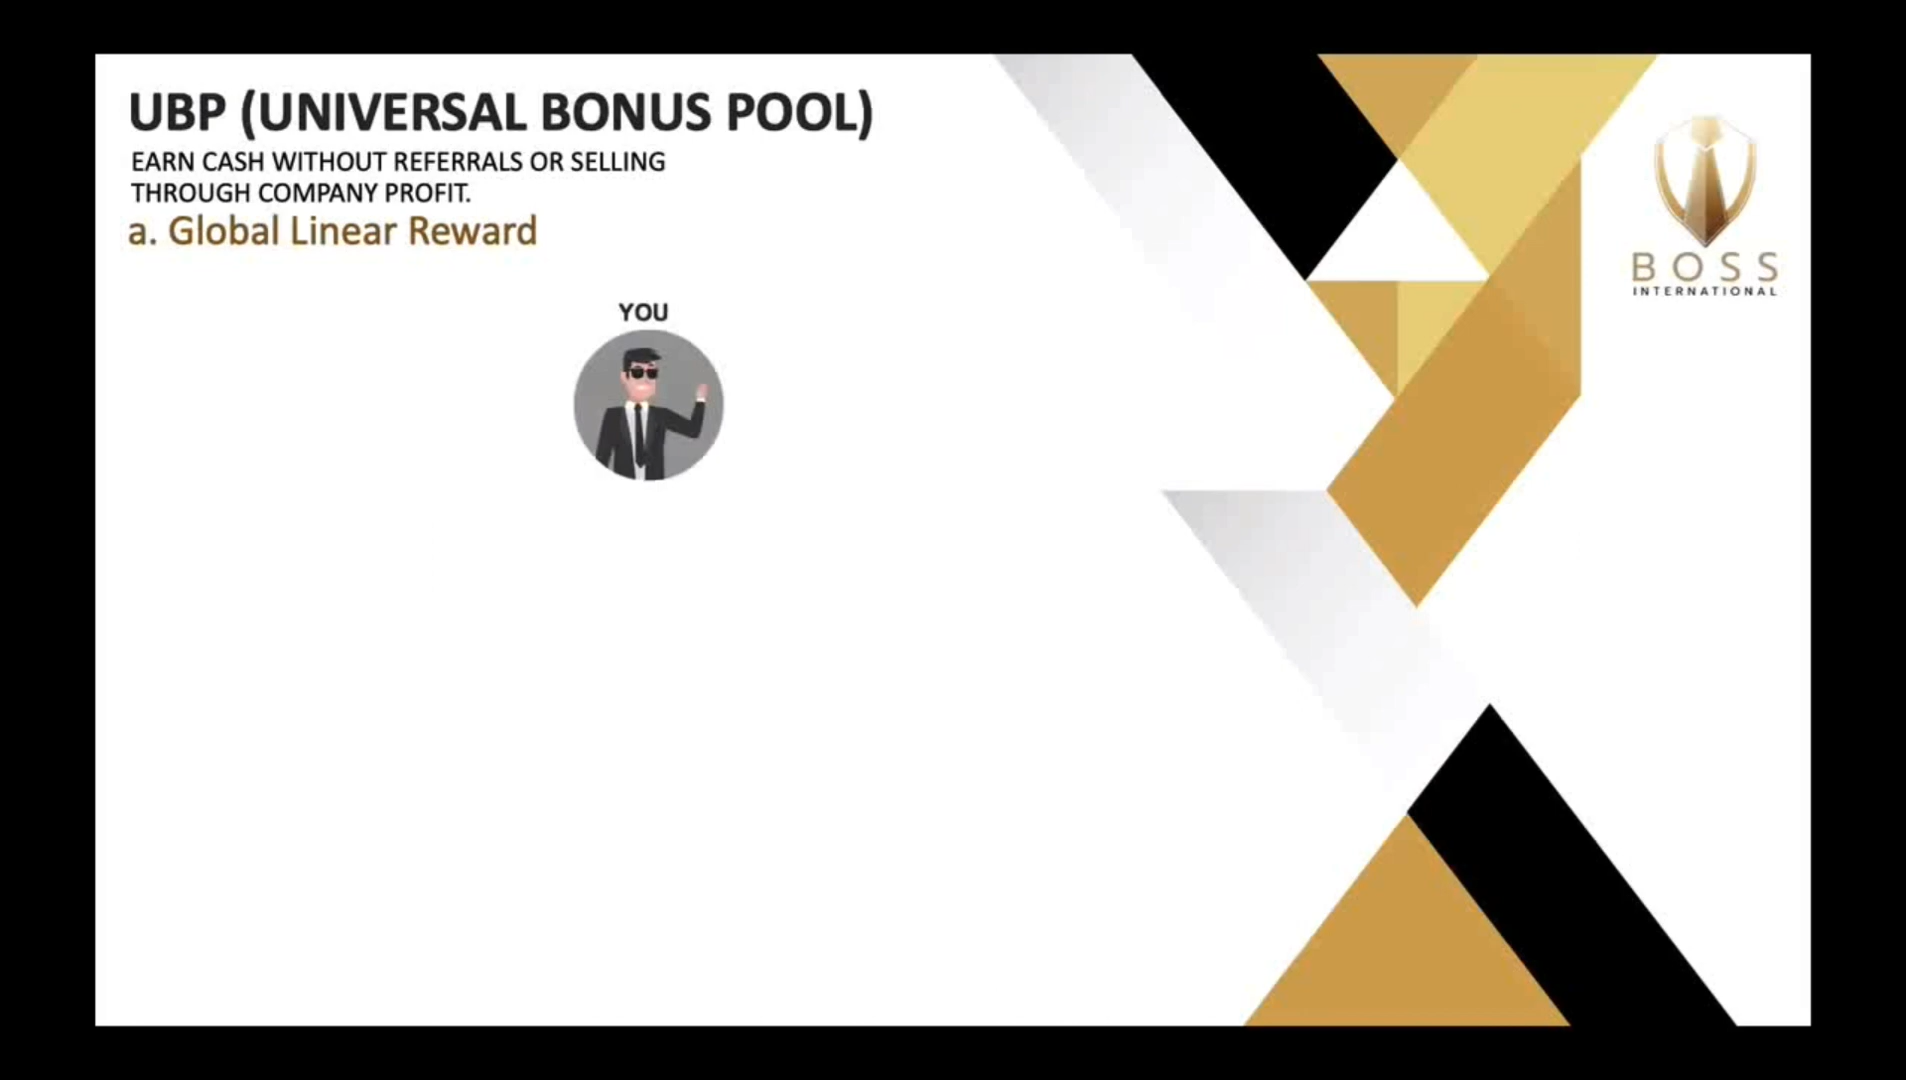 UBP (UNIVERSAL BONUS POOL)
EARN CASH WITHOUT REFERRALS OR SELLING
THROUGH COMPANY PROFIT.
a. Global Linear Reward
YOU
BOSS
INTERNATIONAL